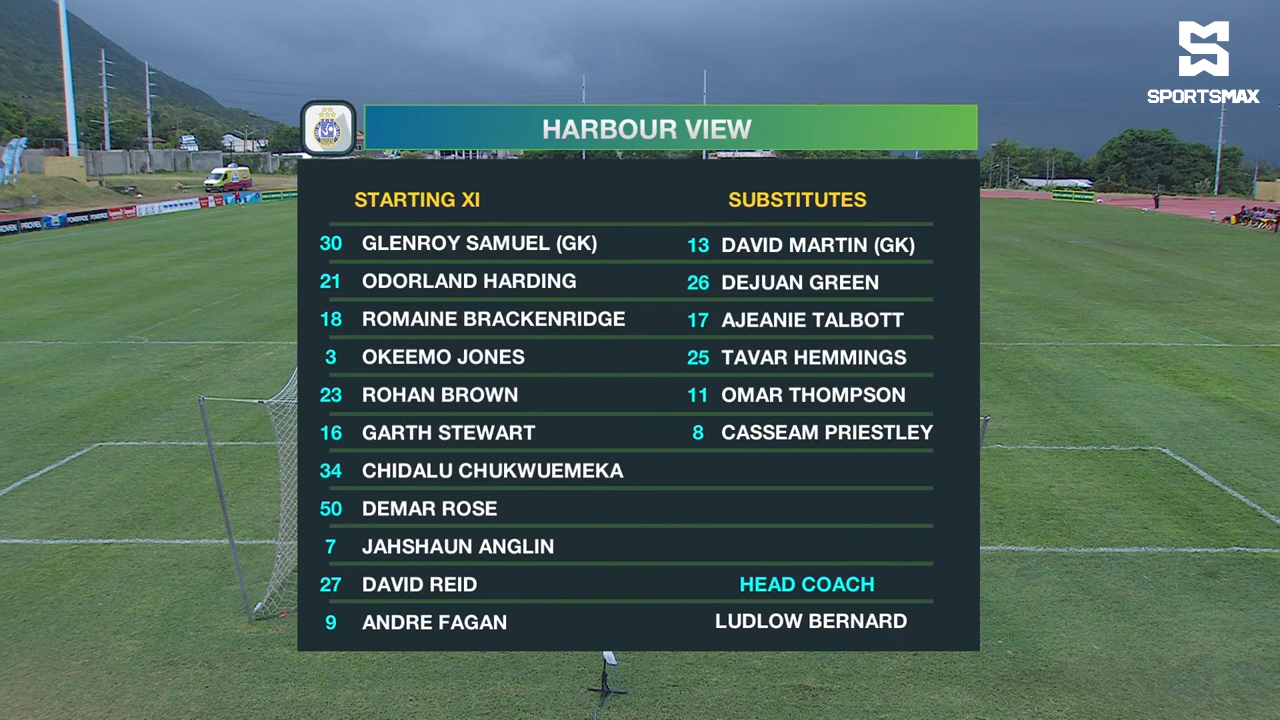 SPORTSMAX
HARBOUR VIEW
STARTING XI
30 GLENROY SAMUEL (GK)
21 ODORLAND HARDING
18 ROMAINE BRACKENRIDGE
3 OKEEMO JONES
23 ROHAN BROWN
16 GARTH STEWART
34 CHIDALU CHUKWUEMEKA
50 DEMAR ROSE
7 JAHSHAUN ANGLIN
27 DAVID REID
9 ANDRE FAGAN
SUBSTITUTES
13 DAVID MARTIN (GK)
26 DEJUAN GREEN
17 AJEANIE TALBOTT
25 TAVAR HEMMINGS
11 OMAR THOMPSON
8 CASSEAM PRIESTLEY
HEAD COACH
LUDLOW BERNARD
PROVEN